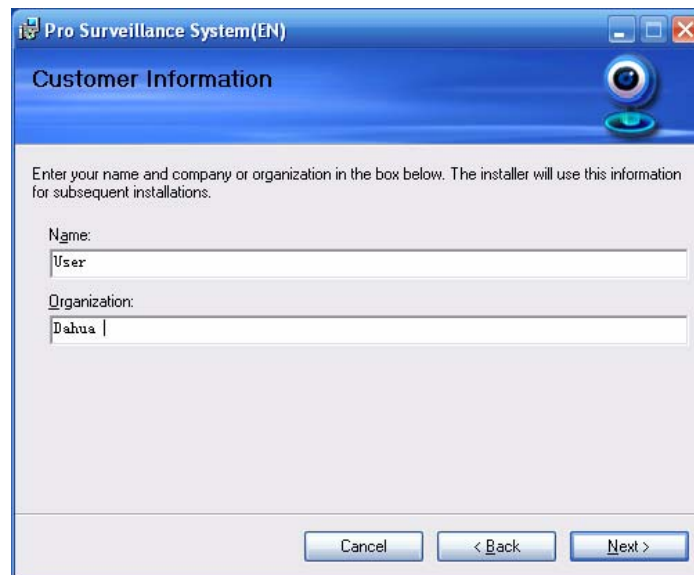 Pro Surveillance System(EN)
Customer Information
Enter your name and company or organization in the box below. The installer will use this information
for subsequent installations.
Name:
User
Organization:
Dahua
Cancel
< Back
Next >